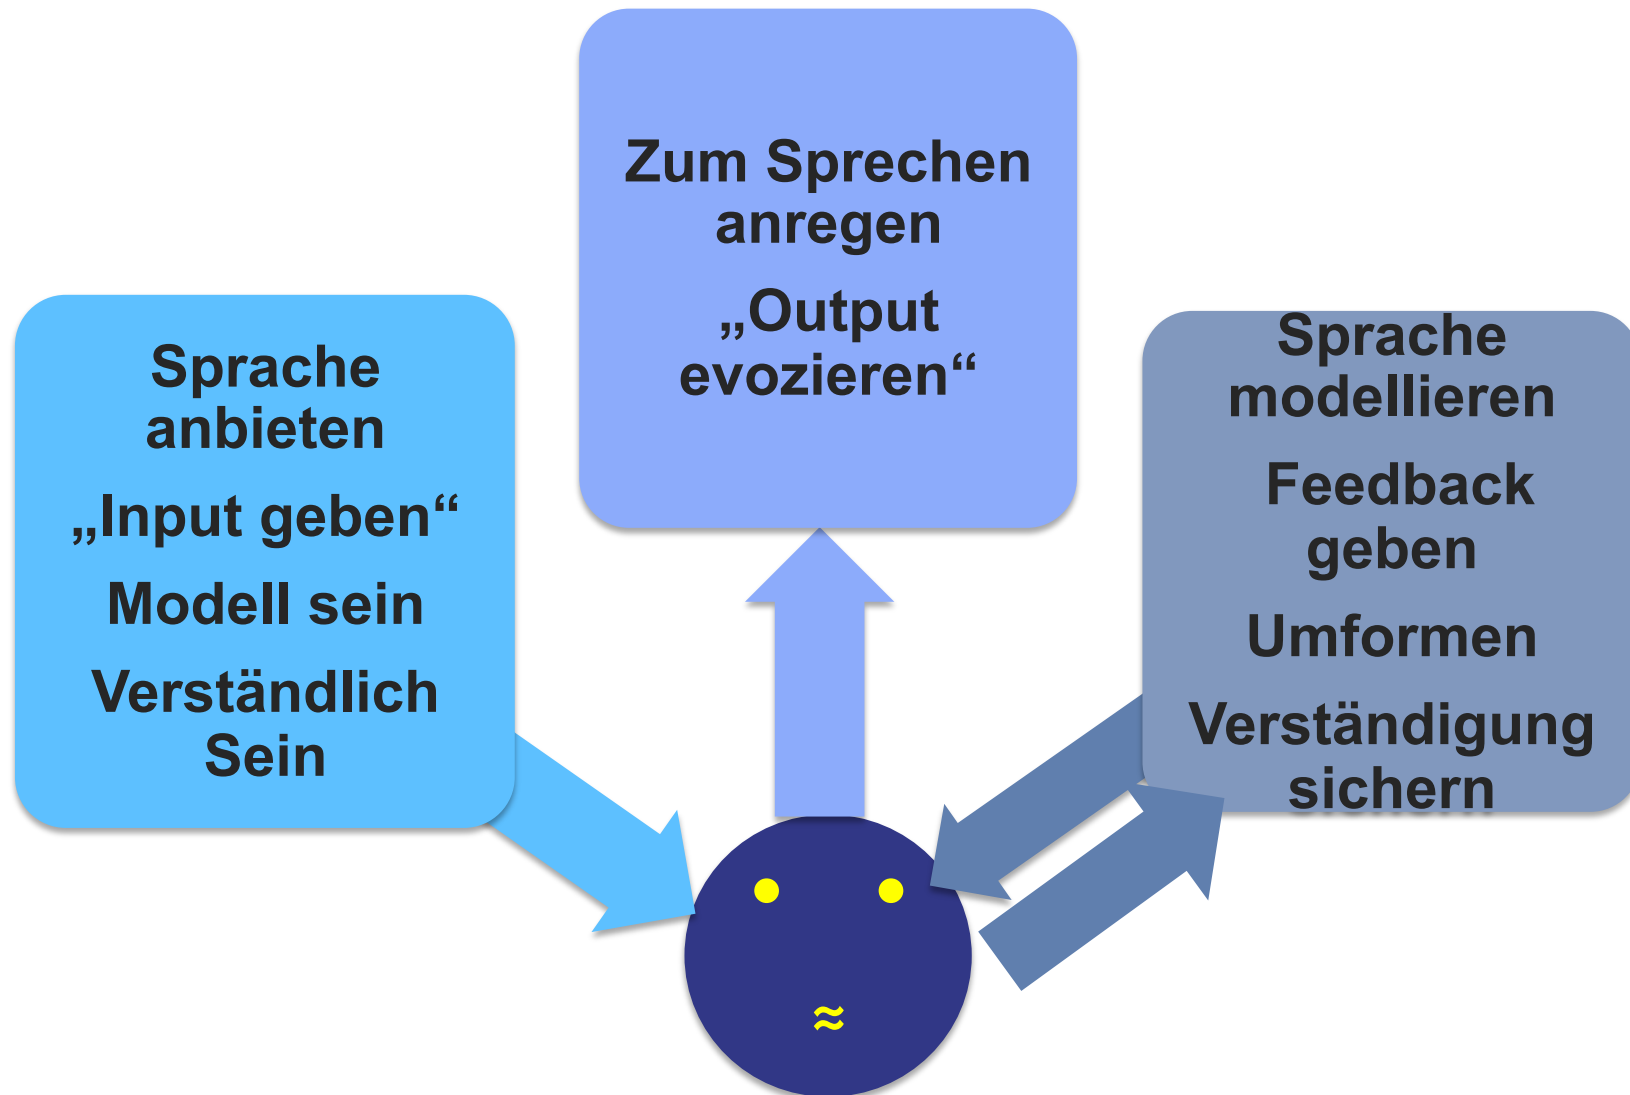 Zum Sprechen
anregen
„Output
evozieren“
Sprache
anbieten
„Input geben“
Modell sein
Verständlich
Sein
Sprache
modellieren
Feedback
geben
Umformen
Verständigung
sichern
≈